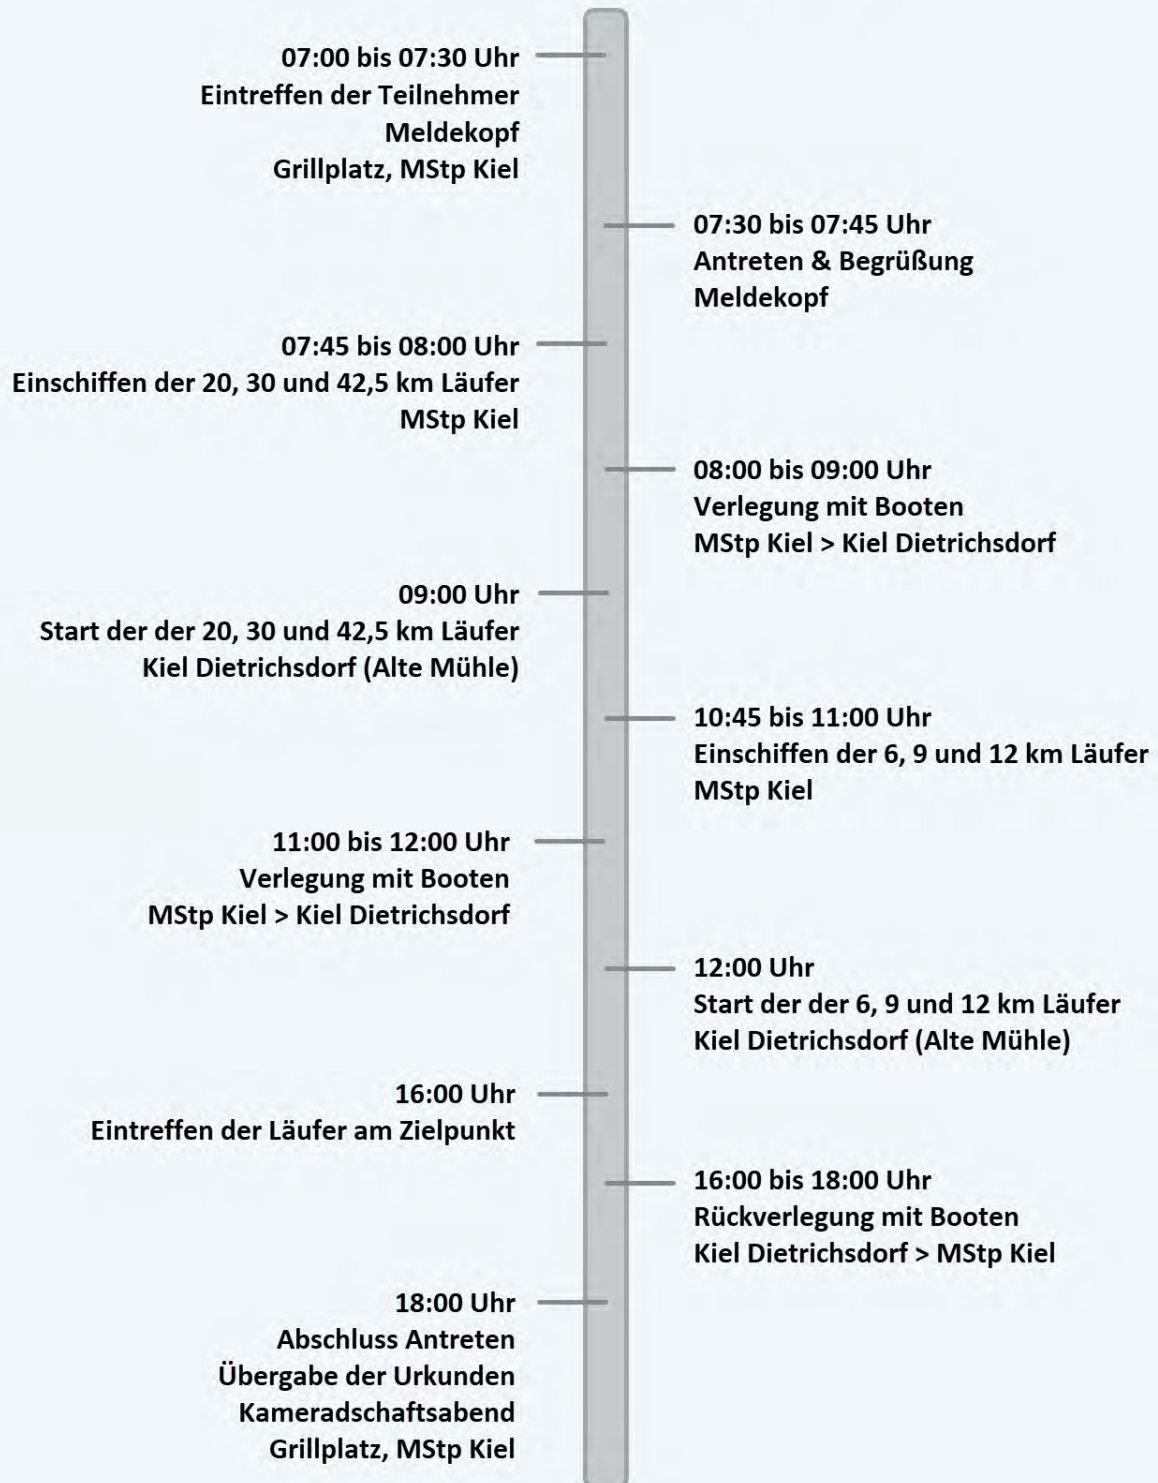 07:00 bis 07:30 Uhr
Eintreffen der Teilnehmer
Meldekopf
Grillplatz, MStp Kiel
07:30 bis 07:45 Uhr
Antreten & Begrüßung
Meldekopf
07:45 bis 08:00 Uhr
Einschiffen der 20, 30 und 42,5 km Läufer
MStp Kiel
08:00 bis 09:00 Uhr
Verlegung mit Booten
MStp Kiel > Kiel Dietrichsdorf
09:00 Uhr
Start der der 20, 30 und 42,5 km Läufer
Kiel Dietrichsdorf (Alte Mühle)
10:45 bis 11:00 Uhr
Einschiffen der 6, 9 und 12 km Läufer
MStp Kiel
11:00 bis 12:00 Uhr
Verlegung mit Booten
MStp Kiel > Kiel Dietrichsdorf
12:00 Uhr
Start der der 6, 9 und 12 km Läufer
Kiel Dietrichsdorf (Alte Mühle)
16:00 Uhr
Eintreffen der Läufer am Zielpunkt
16:00 bis 18:00 Uhr
Rückverlegung mit Booten
Kiel Dietrichsdorf > MStp Kiel
18:00 Uhr
Abschluss Antreten
Übergabe der Urkunden
Kameradschaftsabend
Grillplatz, MStp Kiel